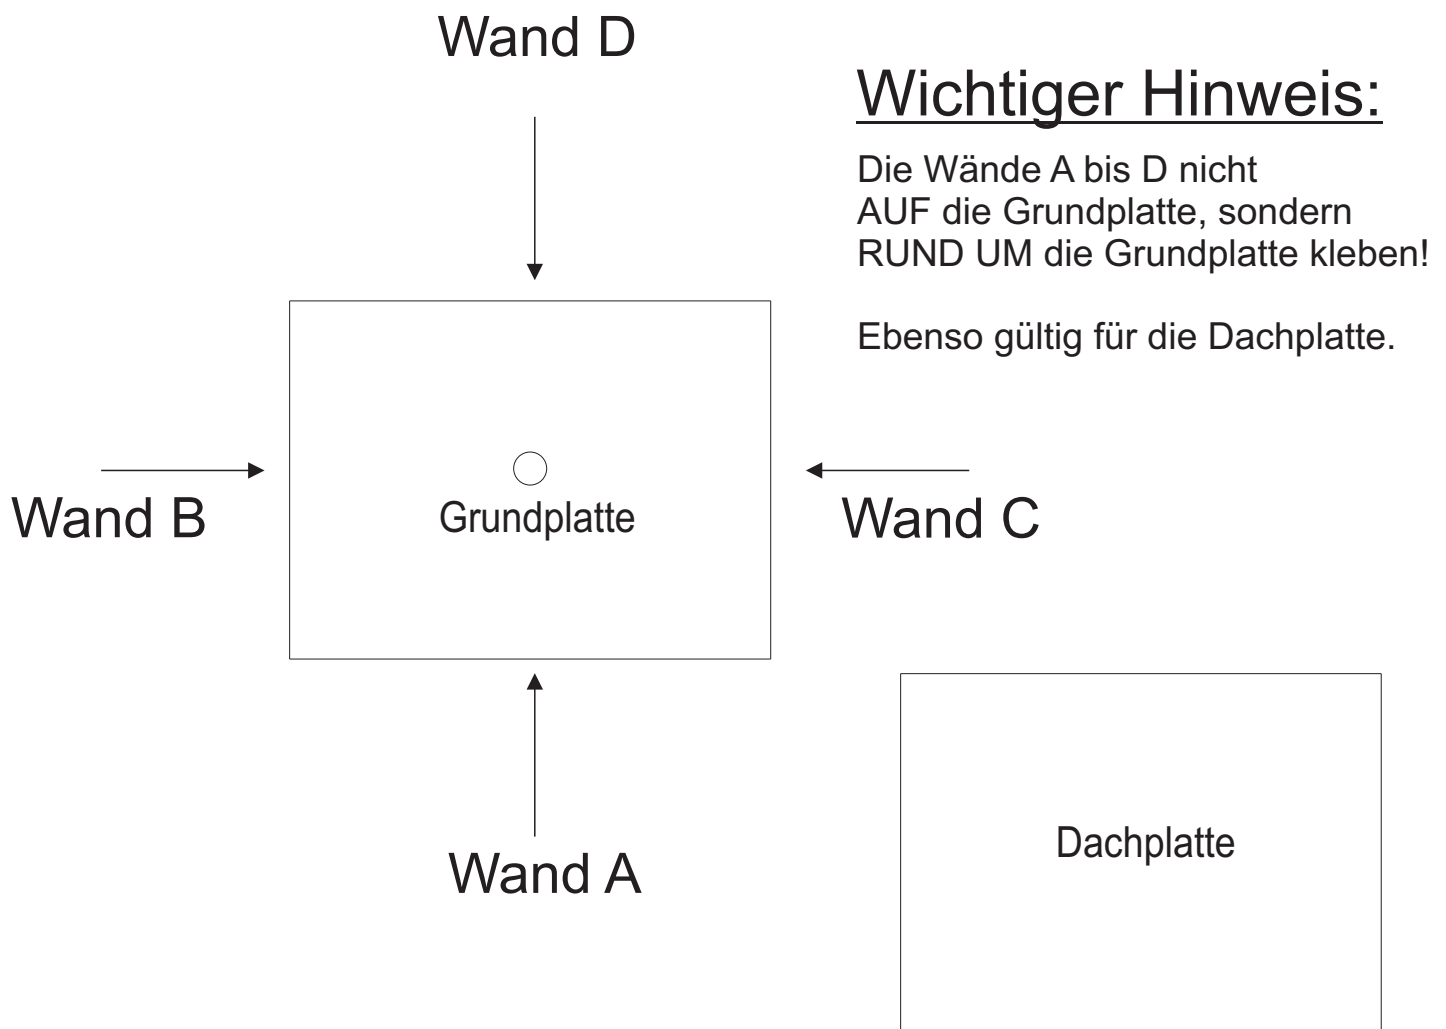 Wand D
Wichtiger Hinweis:
Die Wände A bis D nicht
AUF die Grundplatte, sondern
RUND UM die Grundplatte kleben!
Ebenso gültig für die Dachplatte.
Wand B
Grundplatte
Wand C
Wand A
Dachplatte